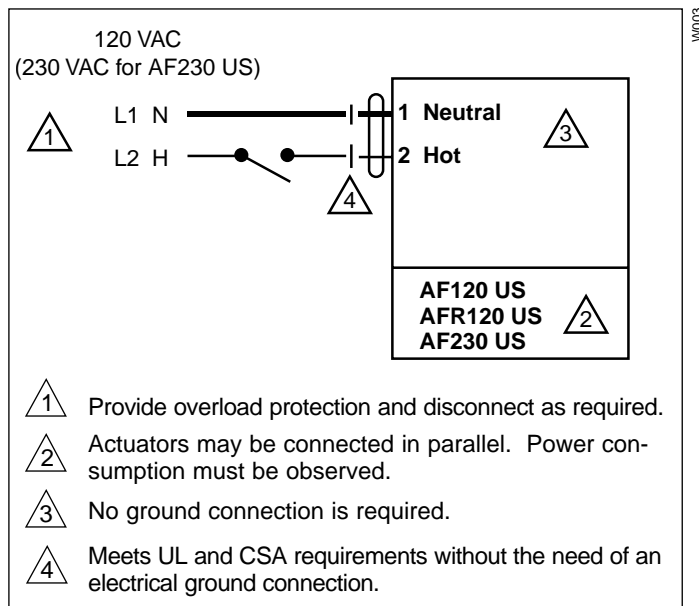 W003
120 VAC
(230 VAC for AF230 US)
L1 N
1 Neutral
L2 H
2 Hot
1
3
4
AF120 US
AFR120 US
AF230 US
2
1 Provide overload protection and disconnect as required.
2 Actuators may be connected in parallel. Power con-
sumption must be observed.
3 No ground connection is required.
4 Meets UL and CSA requirements without the need of an
electrical ground connection.